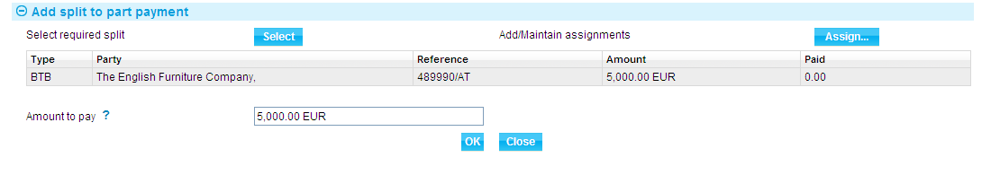 Add split to part payment
Select required split Select Add/Maintain assignments Assign...
Type Party Reference Amount Paid
BTB The English Furniture Company, 489990/AT 5,000.00 EUR 0.00
Amount to pay ? 5,000.00 EUR
OK Close